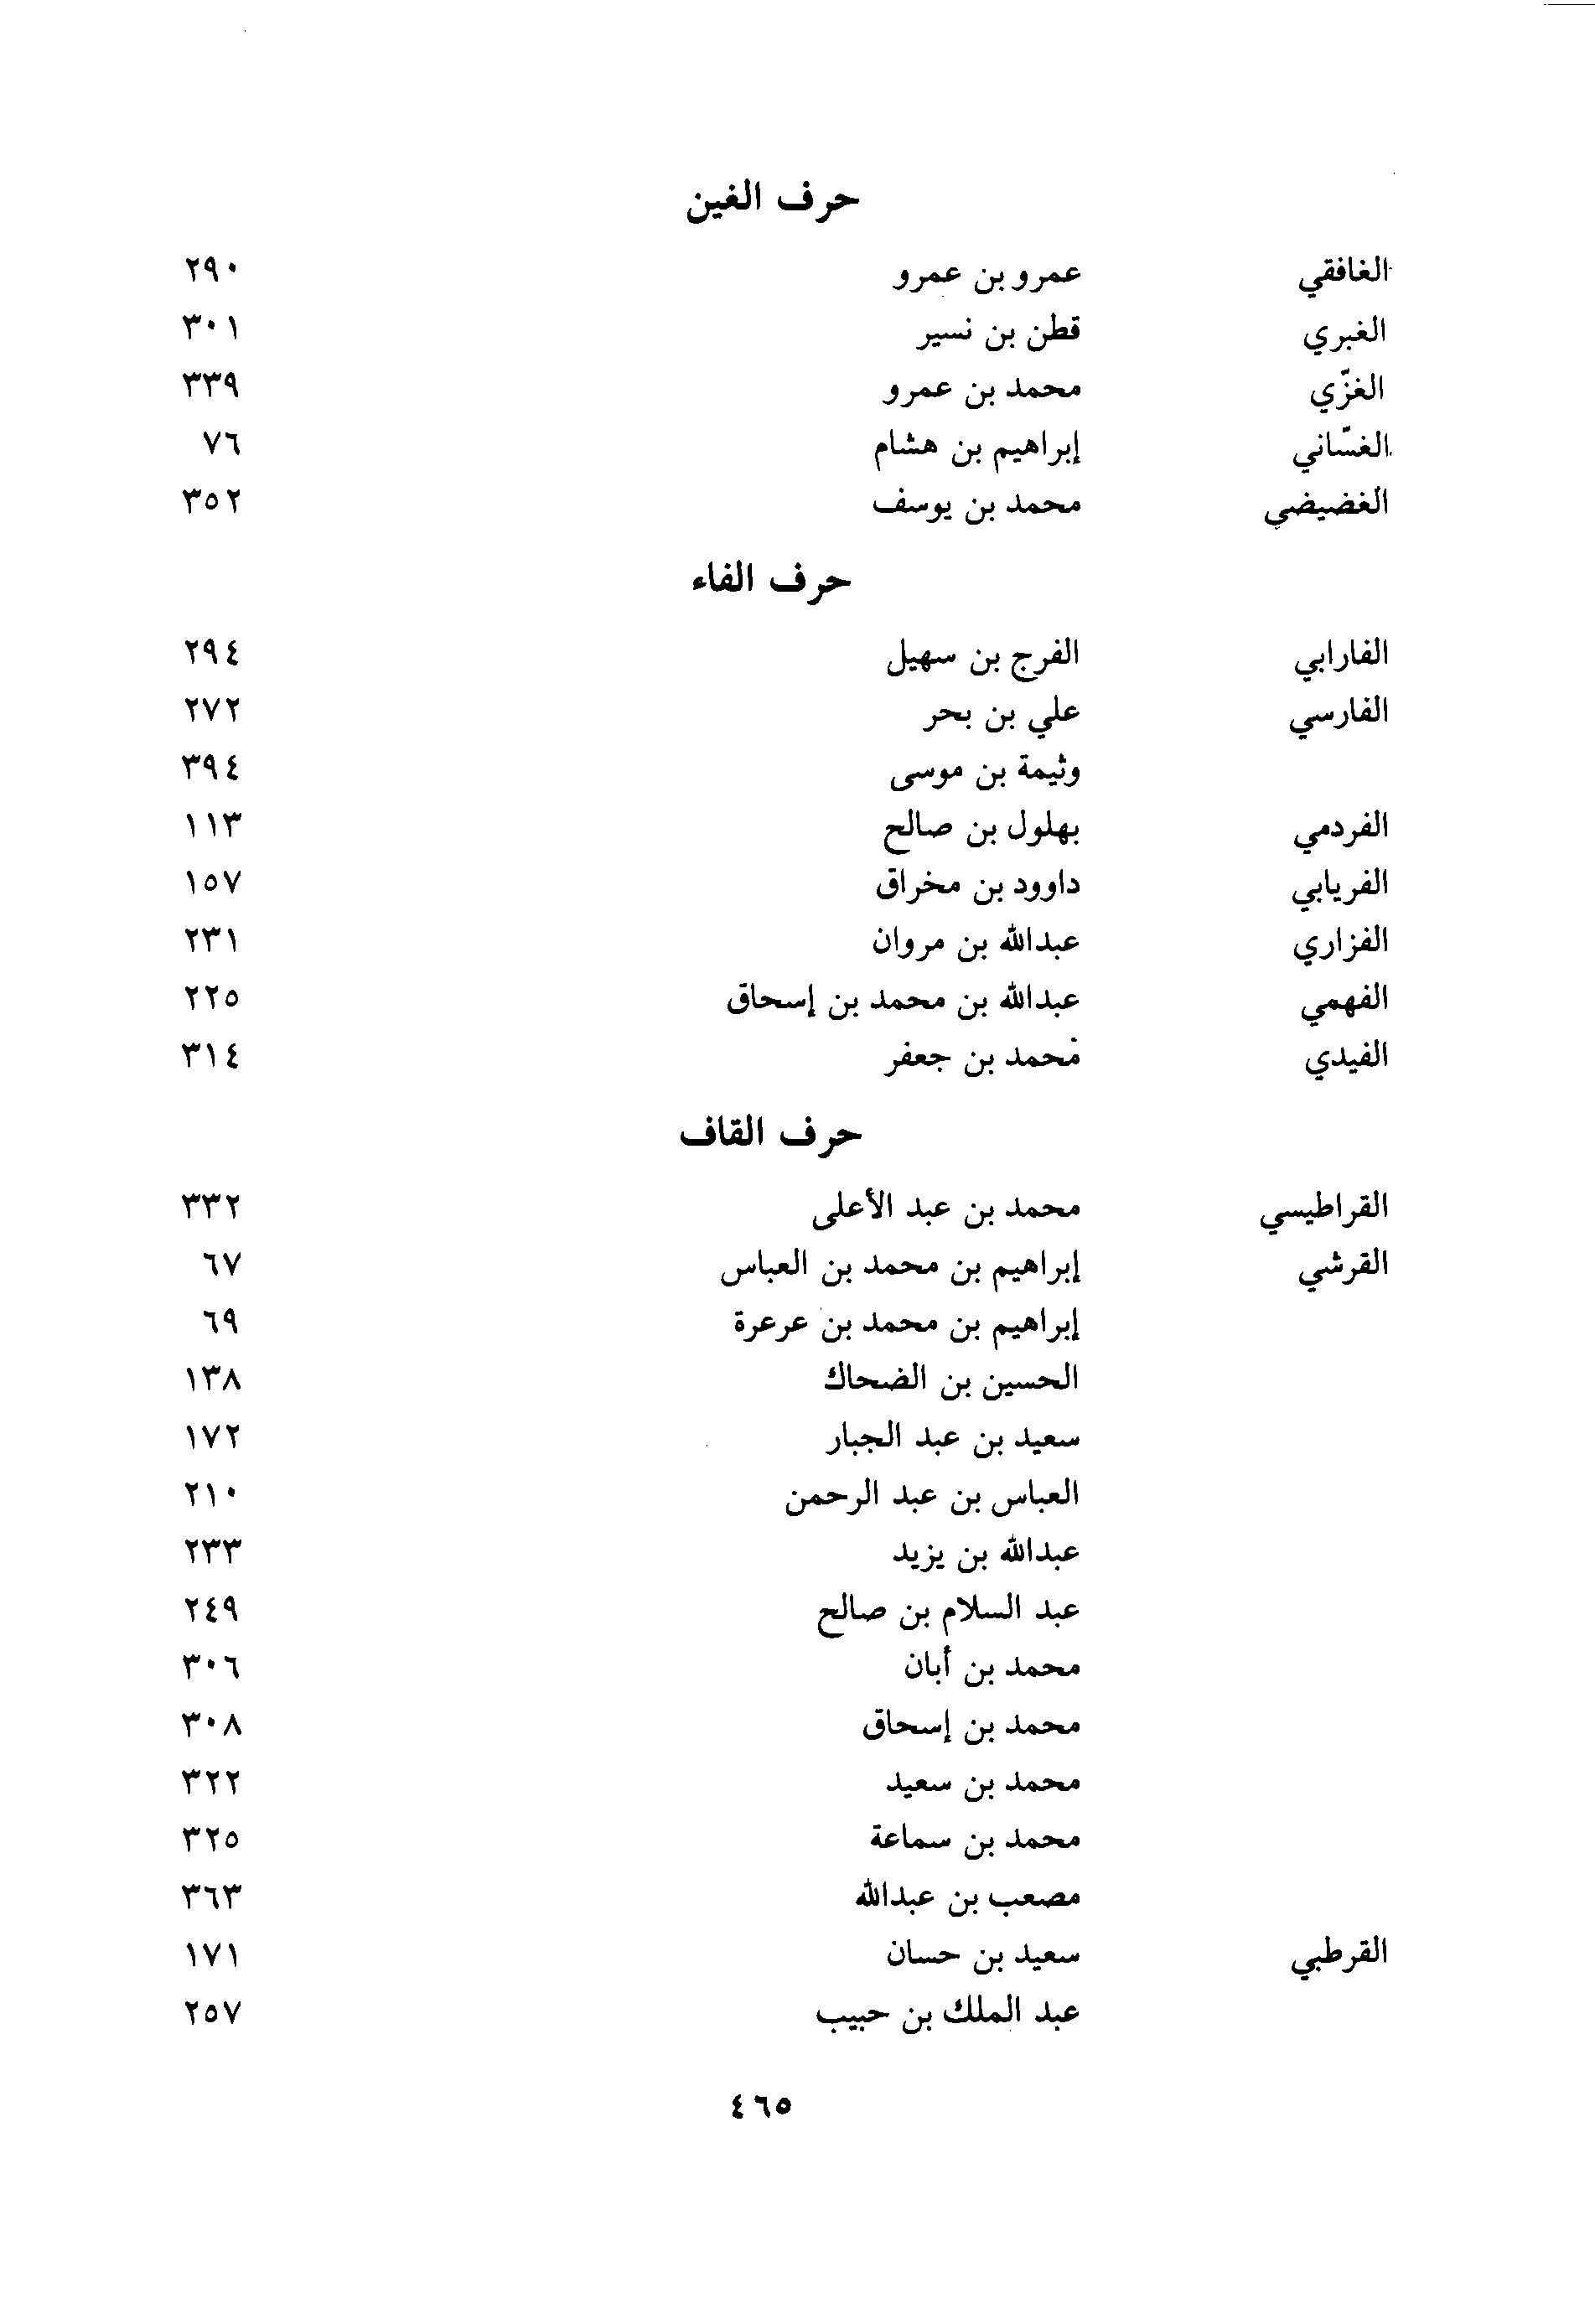 حرف الغين
الغافقي عمرو بن عمرو ٢٩٠
الغبري قطن بن نسير ٣٠١
الغزّي محمد بن عمرو ٣٣٩
الغسّاني إبراهيم بن هشام ٧٦
الغضيضي محمد بن يوسف ٣٥٢
حرف الفاء
الفارابي الفرج بن سهيل ٢٩٤
الفارسي علي بن بحر ٢٧٢
وثيمة بن موسى ٣٩٤
الفردمي بهلول بن صالح ١١٣
الفريابي داوود بن مخراق ١٥٧
الفزاري عبدالله بن مروان ٢٣١
الفهمي عبدالله بن محمد بن إسحاق ٢٢٥
الفيدي محمد بن جعفر ٣١٤
حرف القاف
القراطيسي محمد بن عبد الأعلى ٣٣٢
القرشي إبراهيم بن محمد بن العباس ٦٧
إبراهيم بن محمد بن عرعرة ٦٩
الحسين بن الضحاك ١٣٨
سعيد بن عبد الجبار ١٧٢
العباس بن عبد الرحمن ٢١٠
عبدالله بن يزيد ٢٣٣
عبد السلام بن صالح ٢٤٩
محمد بن أبان ٣٠٦
محمد بن إسحاق ٣٠٨
محمد بن سعيد ٣٢٢
محمد بن سماعة ٣٢٥
مصعب بن عبدالله ٣٦٣
القرطبي سعيد بن حسان ١٧١
عبد الملك بن حبيب ٢٥٧
٤٦٥